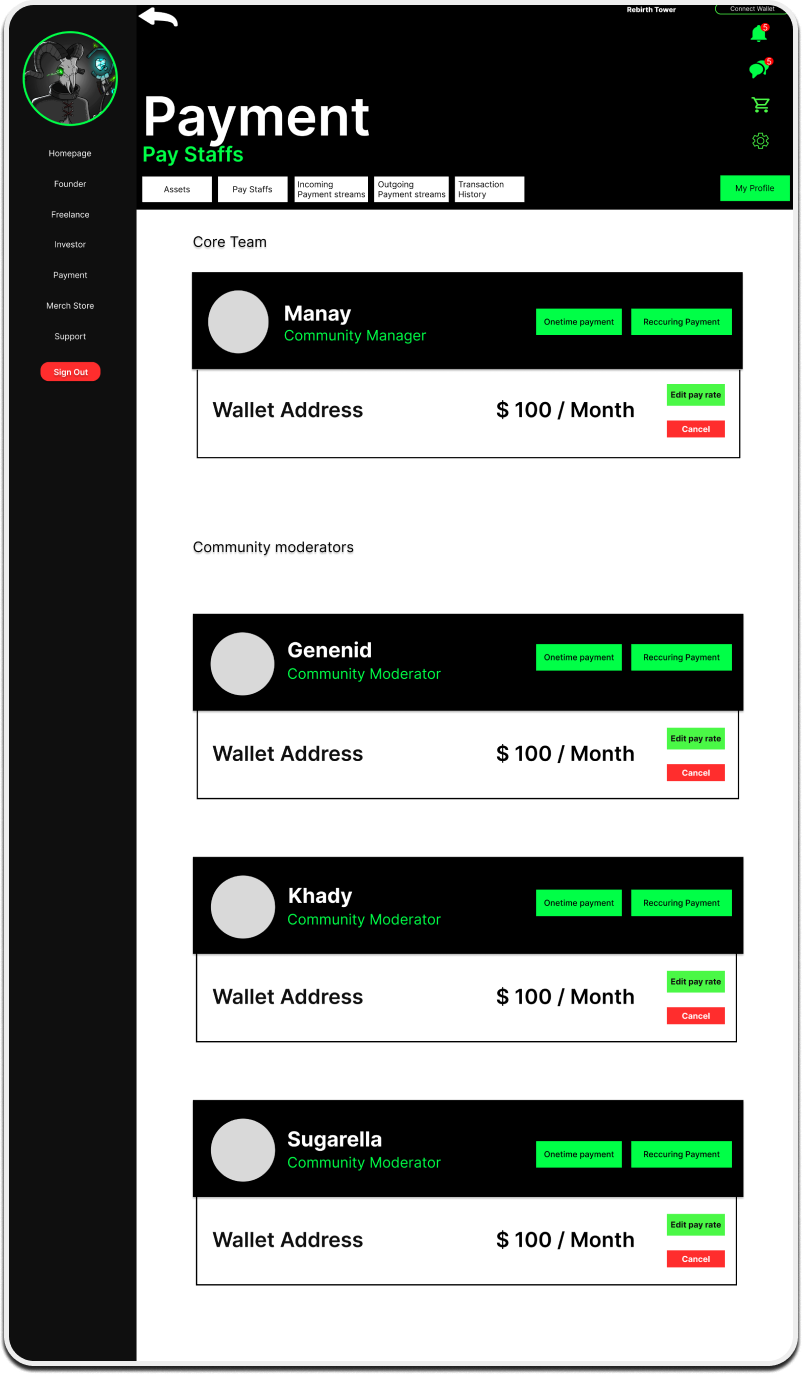 Rebirth Tower
Connect Wallet
5
5
Payment
Pay Staffs
Homepage
Founder
Freelance
Investor
Payment
Merch Store
Support
Sign Out
Assets
Pay Staffs
Incoming
Payment streams
Outgoing
Payment streams
Transaction
History
My Profile
Core Team
Manay
Community Manager
Onetime payment
Reccuring Payment
Wallet Address
$ 100 / Month
Edit pay rate
Cancel
Community moderators
Genenid
Community Moderator
Onetime payment
Reccuring Payment
Wallet Address
$ 100 / Month
Edit pay rate
Cancel
Khady
Community Moderator
Onetime payment
Reccuring Payment
Wallet Address
$ 100 / Month
Edit pay rate
Cancel
Sugarella
Community Moderator
Onetime payment
Reccuring Payment
Wallet Address
$ 100 / Month
Edit pay rate
Cancel